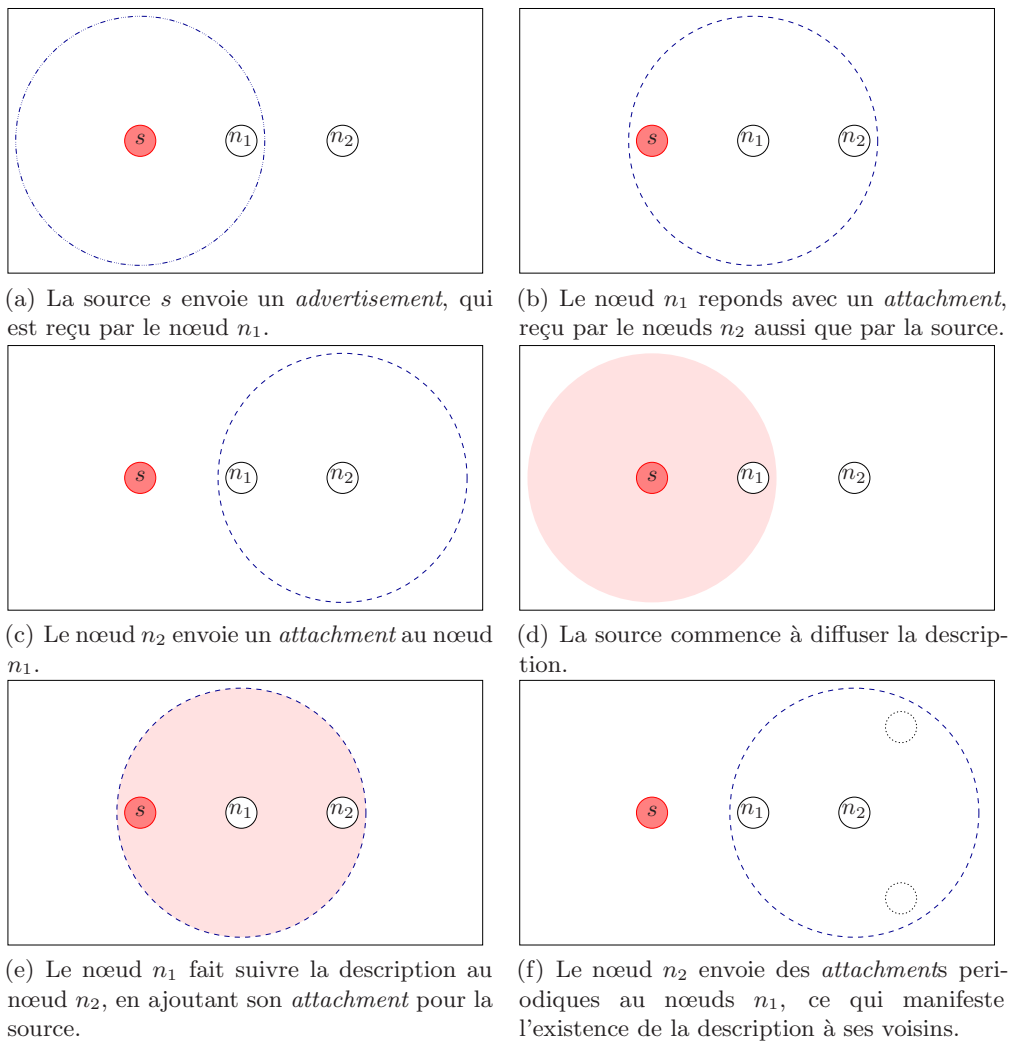 s n₁ n₂
s n₁ n₂
(a) La source s envoie un advertisement, qui
est reçu par le nœud n₁.
(b) Le nœud n₁ reponds avec un attachment,
reçu par le nœuds n₂ aussi que par la source.
s n₁ n₂
s n₁ n₂
(c) Le nœud n₂ envoie un attachment au nœud
n₁.
(d) La source commence à diffuser la descrip-
tion.
s n₁ n₂
s n₁ n₂
(e) Le nœud n₁ fait suivre la description au
nœud n₂, en ajoutant son attachment pour la
source.
(f) Le nœud n₂ envoie des attachments peri-
odiques au nœuds n₁, ce qui manifeste
l'existence de la description à ses voisins.